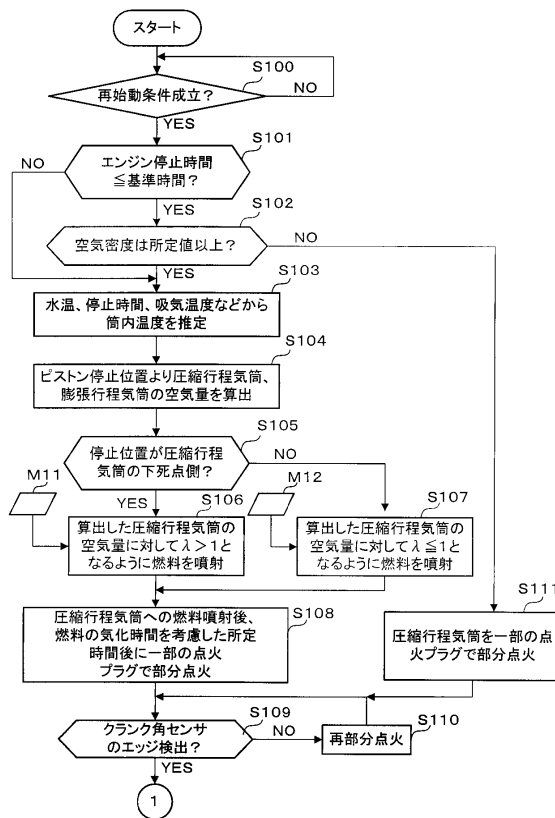 スタート
S100
再始動条件成立？
NO
YES
S101
エンジン停止時間
≦基準時間？
NO
YES
S102
空気密度は所定値以上？
NO
YES
S103
水温、停止時間、吸気温度などから
筒内温度を推定
S104
ピストン停止位置より圧縮行程気筒、
膨張行程気筒の空気量を算出
S105
停止位置が圧縮行程
気筒の下死点側？
NO
YES
M11
S106
算出した圧縮行程気筒の
空気量に対してλ＞1と
なるように燃料を噴射
M12
S107
算出した圧縮行程気筒の
空気量に対してλ≦1と
なるように燃料を噴射
S108
圧縮行程気筒への燃料噴射後、
燃料の気化時間を考慮した所定
時間後に一部の点火
プラグで部分点火
S111
圧縮行程気筒を一部の点
火プラグで部分点火
S109
クランク角センサ
のエッジ検出？
NO
S110
再部分点火
YES
1